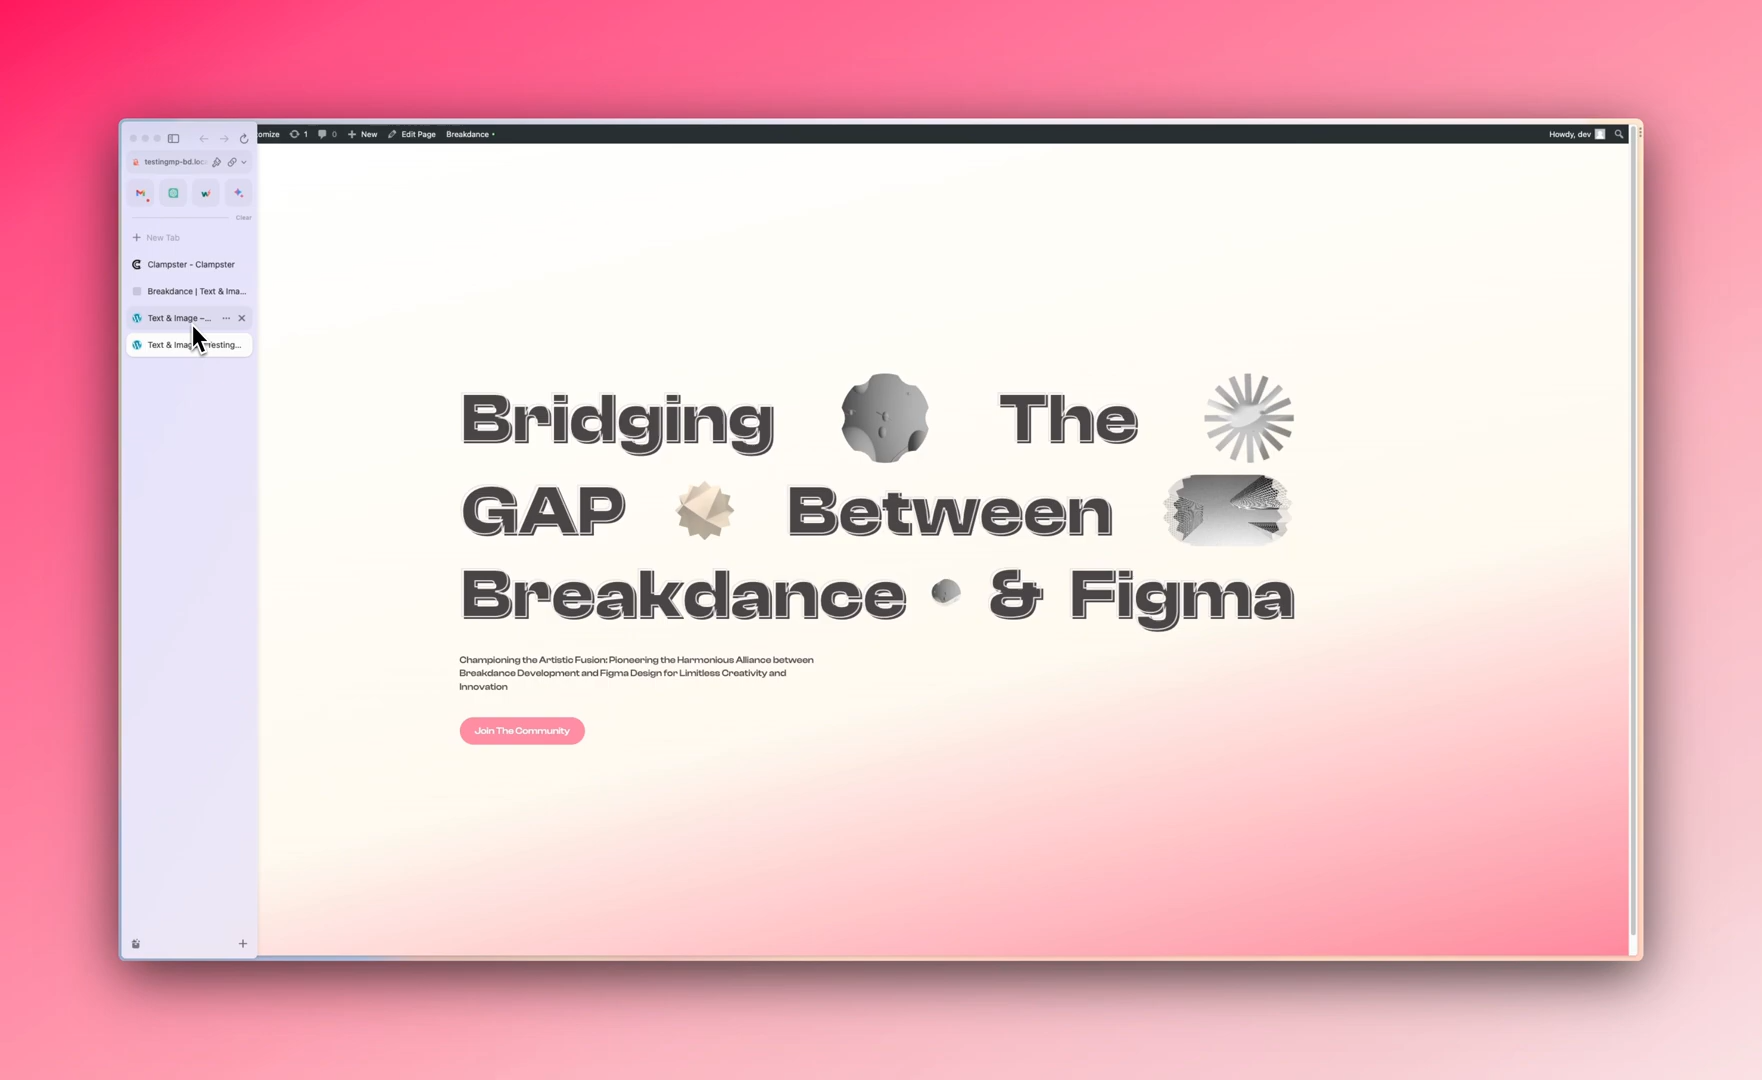 omize 1 0 New Edit Page Breakdance Howdy, dev
testingmp-bd.loc
Clear
New Tab
Clampster - Clampster
Breakdance | Text & Ima...
Text & Image –...
Text & Ima esting...
Bridging The
GAP Between
Breakdance & Figma
Championing the Artistic Fusion: Pioneering the Harmonious Alliance between
Breakdance Development and Figma Design for Limitless Creativity and
Innovation
Join The Community